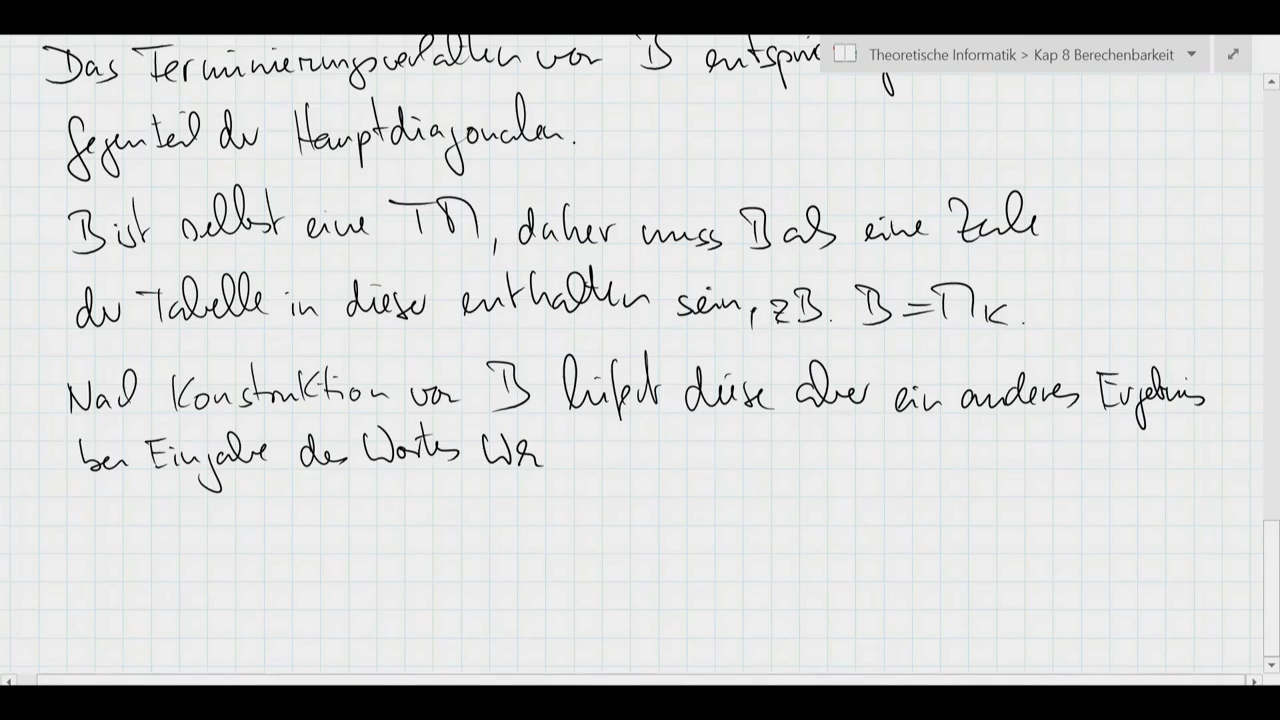 Das Terminierungsverhalten von B
Theoretische Informatik > Kap 8 Berechenbarkeit
Gegenteil der Hauptdiagonalen.
B ist selbst eine TM, daher muss B als eine Zeile
der Tabelle in dieser enthalten sein, zB. B = Mk.
Nach Konstruktion von B liefert diese aber ein anderes Ergebnis
bei Eingabe des Wortes Wk